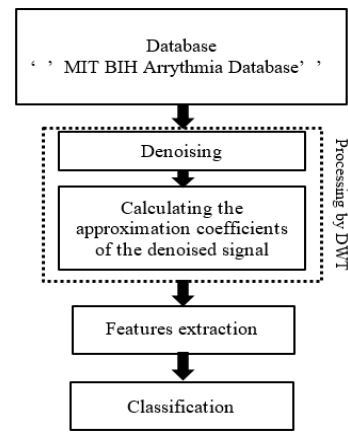 Database
‘ ’ MIT BIH Arrythmia Database’ ’
Denoising
Calculating the
approximation coefficients
of the denoised signal
Processing by DWT
Features extraction
Classification